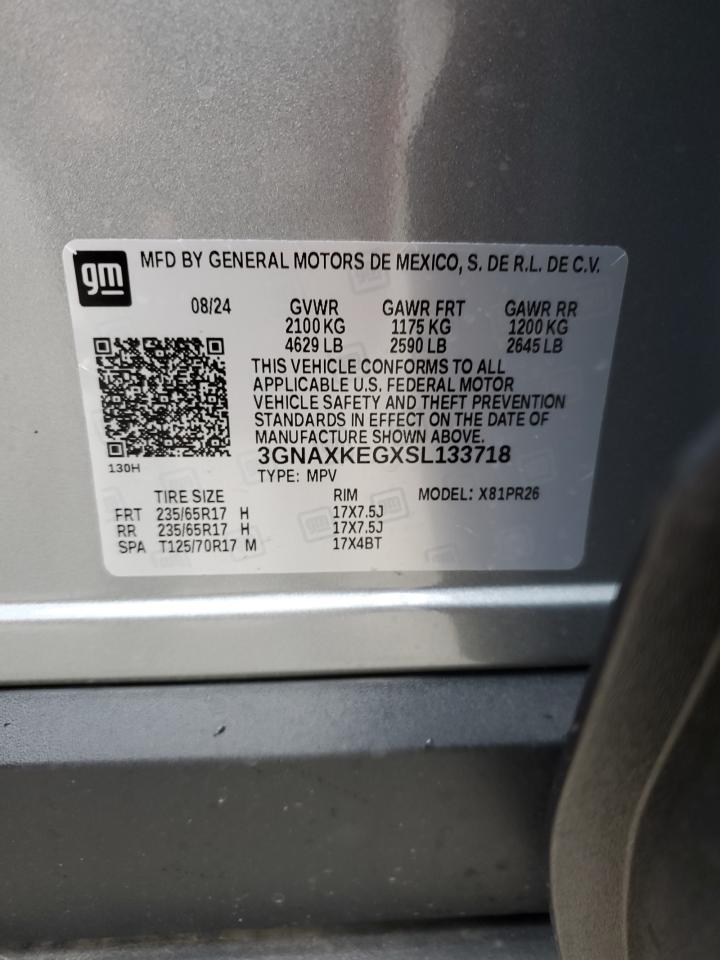 gm
MFD BY GENERAL MOTORS DE MEXICO, S. DE R.L. DE C.V.
08/24 GVWR GAWR FRT GAWR RR
2100 KG 1175 KG 1200 KG
4629 LB 2590 LB 2645 LB
THIS VEHICLE CONFORMS TO ALL
APPLICABLE U.S. FEDERAL MOTOR
VEHICLE SAFETY AND THEFT PREVENTION
STANDARDS IN EFFECT ON THE DATE OF
MANUFACTURE SHOWN ABOVE.
3GNAXKEGXSL133718
130H
TYPE: MPV
TIRE SIZE RIM MODEL: X81PR26
FRT 235/65R17 H 17X7.5J
RR 235/65R17 H 17X7.5J
SPA T125/70R17 M 17X4BT